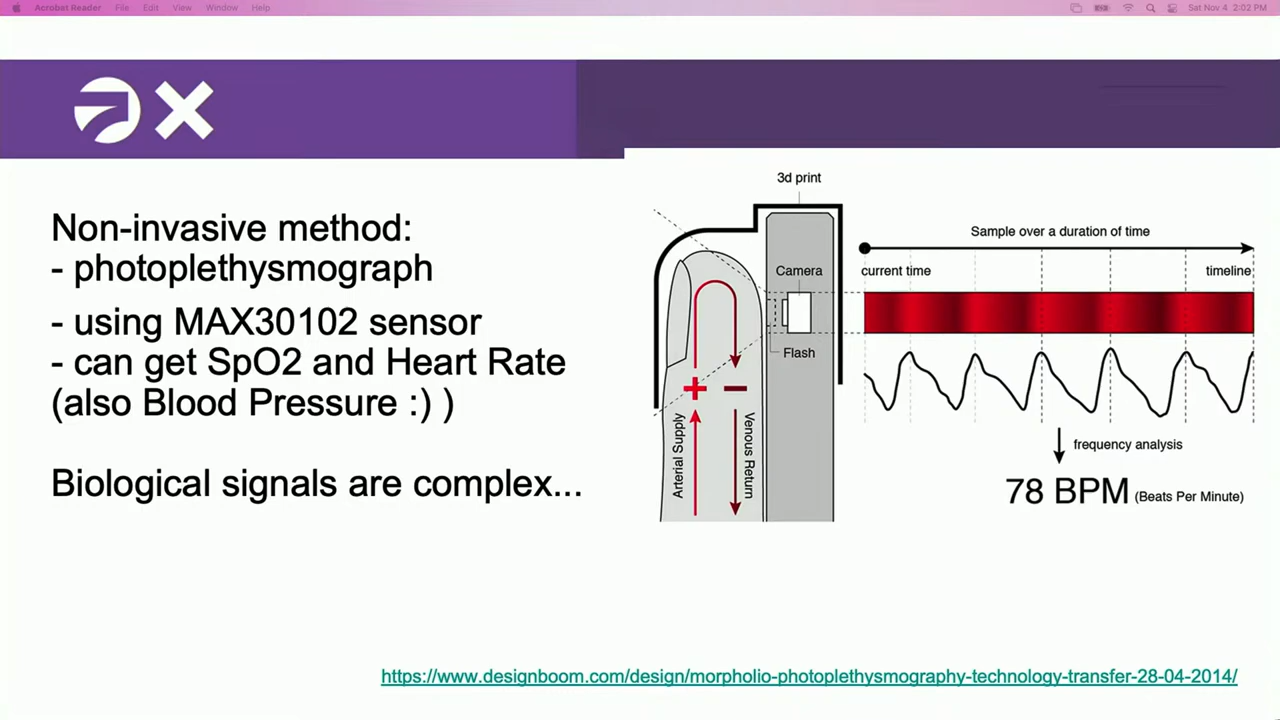 Acrobat Reader File Edit View Window Help
Sat Nov 4 2:02 PM
Non-invasive method:
- photoplethysmograph
- using MAX30102 sensor
- can get SpO2 and Heart Rate
(also Blood Pressure :) )
Biological signals are complex...
3d print
Camera
Flash
Arterial Supply
Venous Return
Sample over a duration of time
current time
timeline
frequency analysis
78 BPM (Beats Per Minute)
https://www.designboom.com/design/morpholio-photoplethysmography-technology-transfer-28-04-2014/